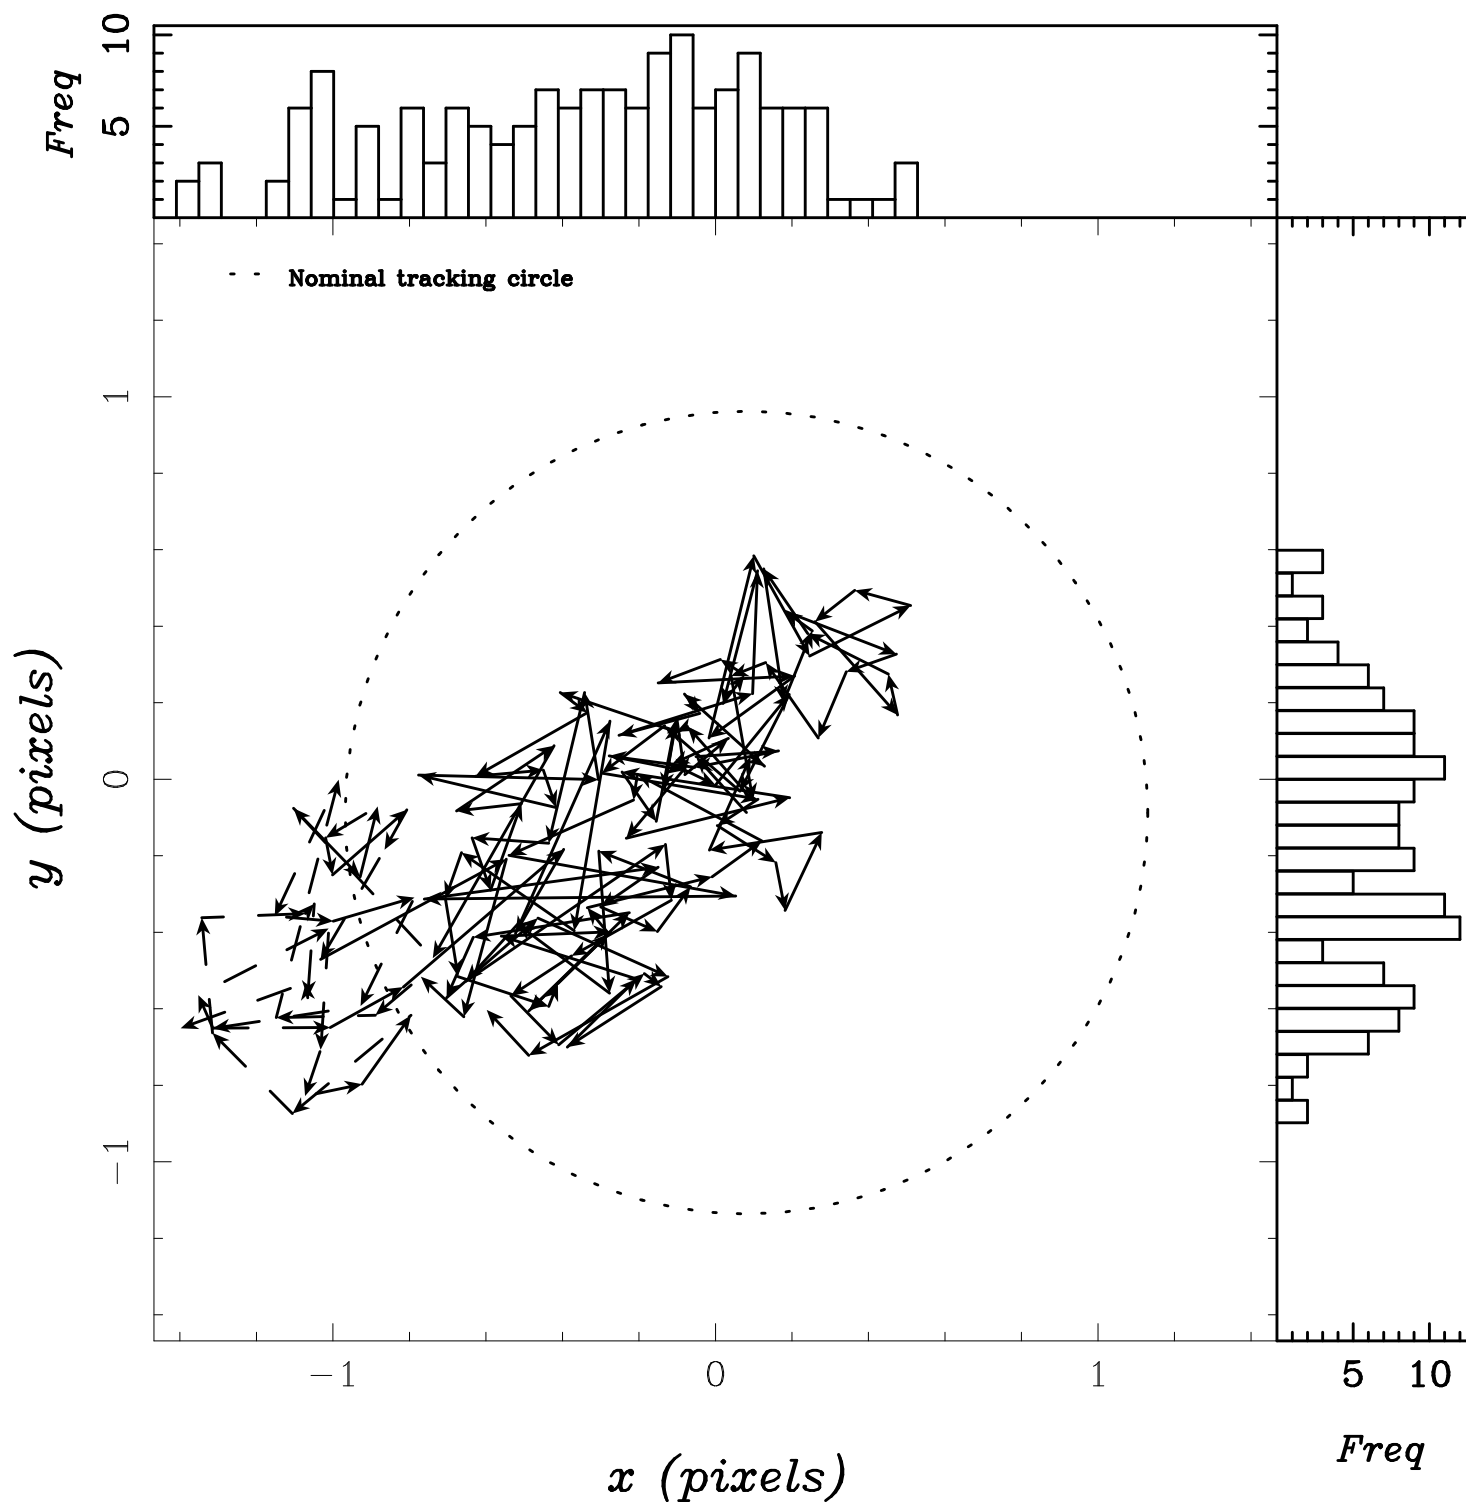 10
5
Freq
Nominal tracking circle
1
0
−1
y (pixels)
−1 0 1
5 10
x (pixels)
Freq